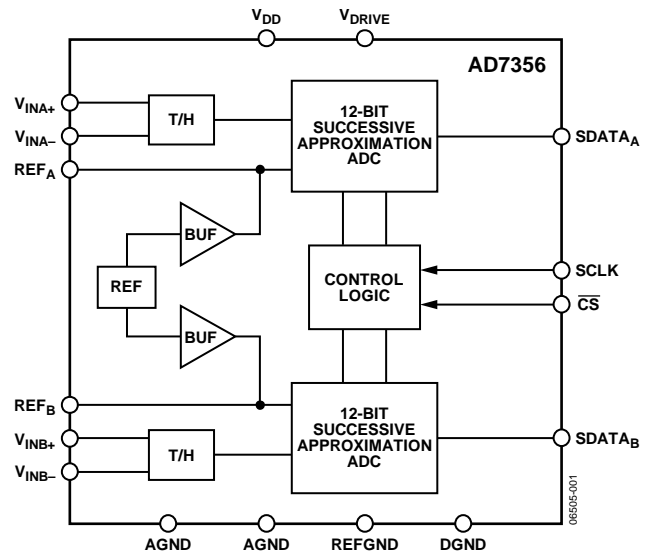 VDD
VDRIVE
AD7356
VINA+
VINA–
REFA
T/H
12-BIT
SUCCESSIVE
APPROXIMATION
ADC
SDATAA
BUF
REF
BUF
CONTROL
LOGIC
SCLK
CS
REFB
VINB+
VINB–
T/H
12-BIT
SUCCESSIVE
APPROXIMATION
ADC
SDATAB
06505-001
AGND
AGND
REFGND
DGND